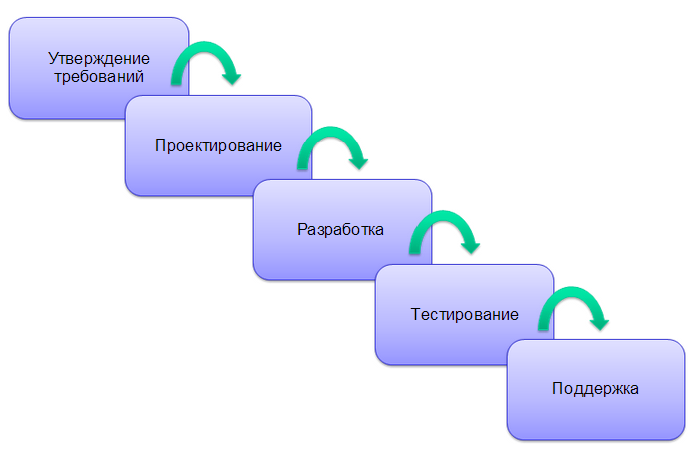 Утверждение
требований
Проектирование
Разработка
Тестирование
Поддержка